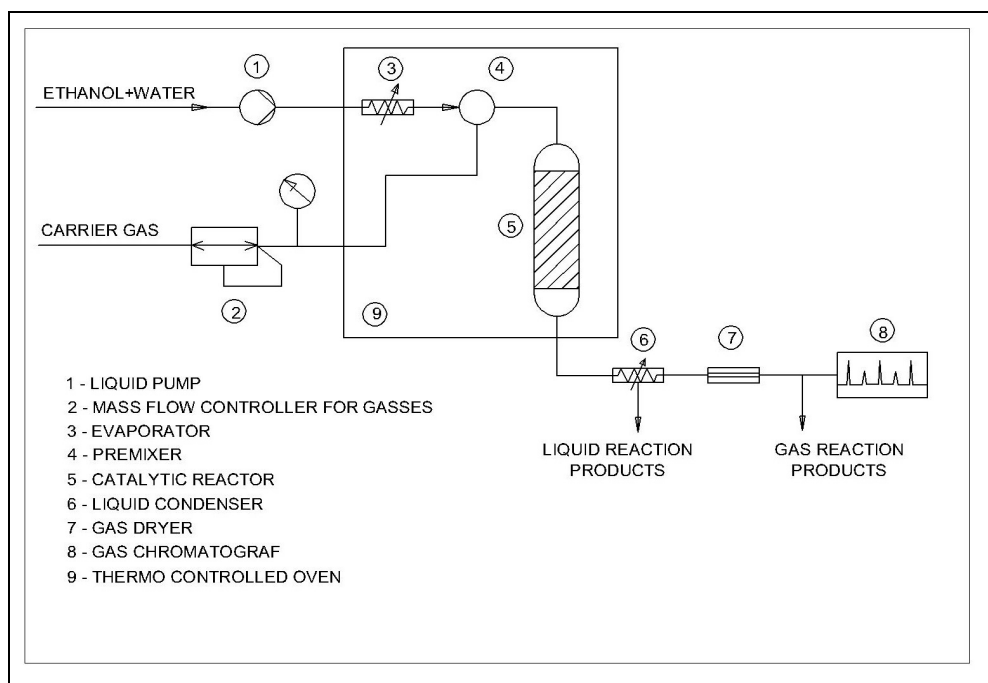 1
3
4
ETHANOL+WATER
CARRIER GAS
5
2
9
6
7
8
1 - LIQUID PUMP
2 - MASS FLOW CONTROLLER FOR GASSES
3 - EVAPORATOR
4 - PREMIXER
5 - CATALYTIC REACTOR
6 - LIQUID CONDENSER
7 - GAS DRYER
8 - GAS CHROMATOGRAF
9 - THERMO CONTROLLED OVEN
LIQUID REACTION
PRODUCTS
GAS REACTION
PRODUCTS